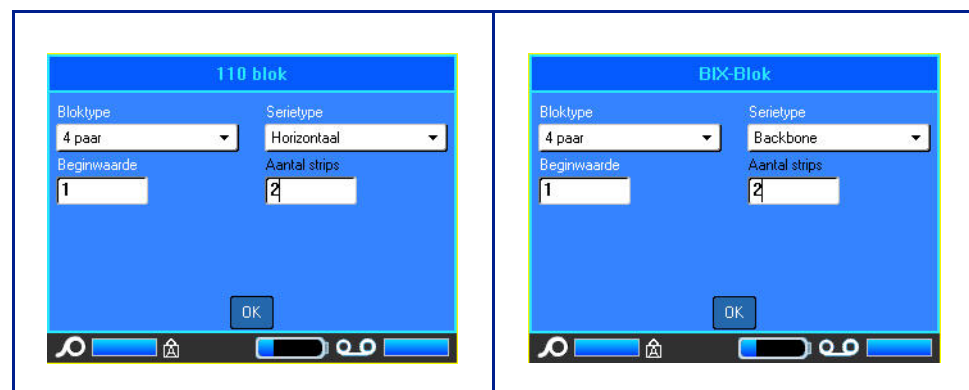 110 blok
Bloktype Serietype
4 paar Horizontaal
Beginwaarde Aantal strips
1 2
OK
A
BIX-Blok
Bloktype Serietype
4 paar Backbone
Beginwaarde Aantal strips
1 2
OK
A